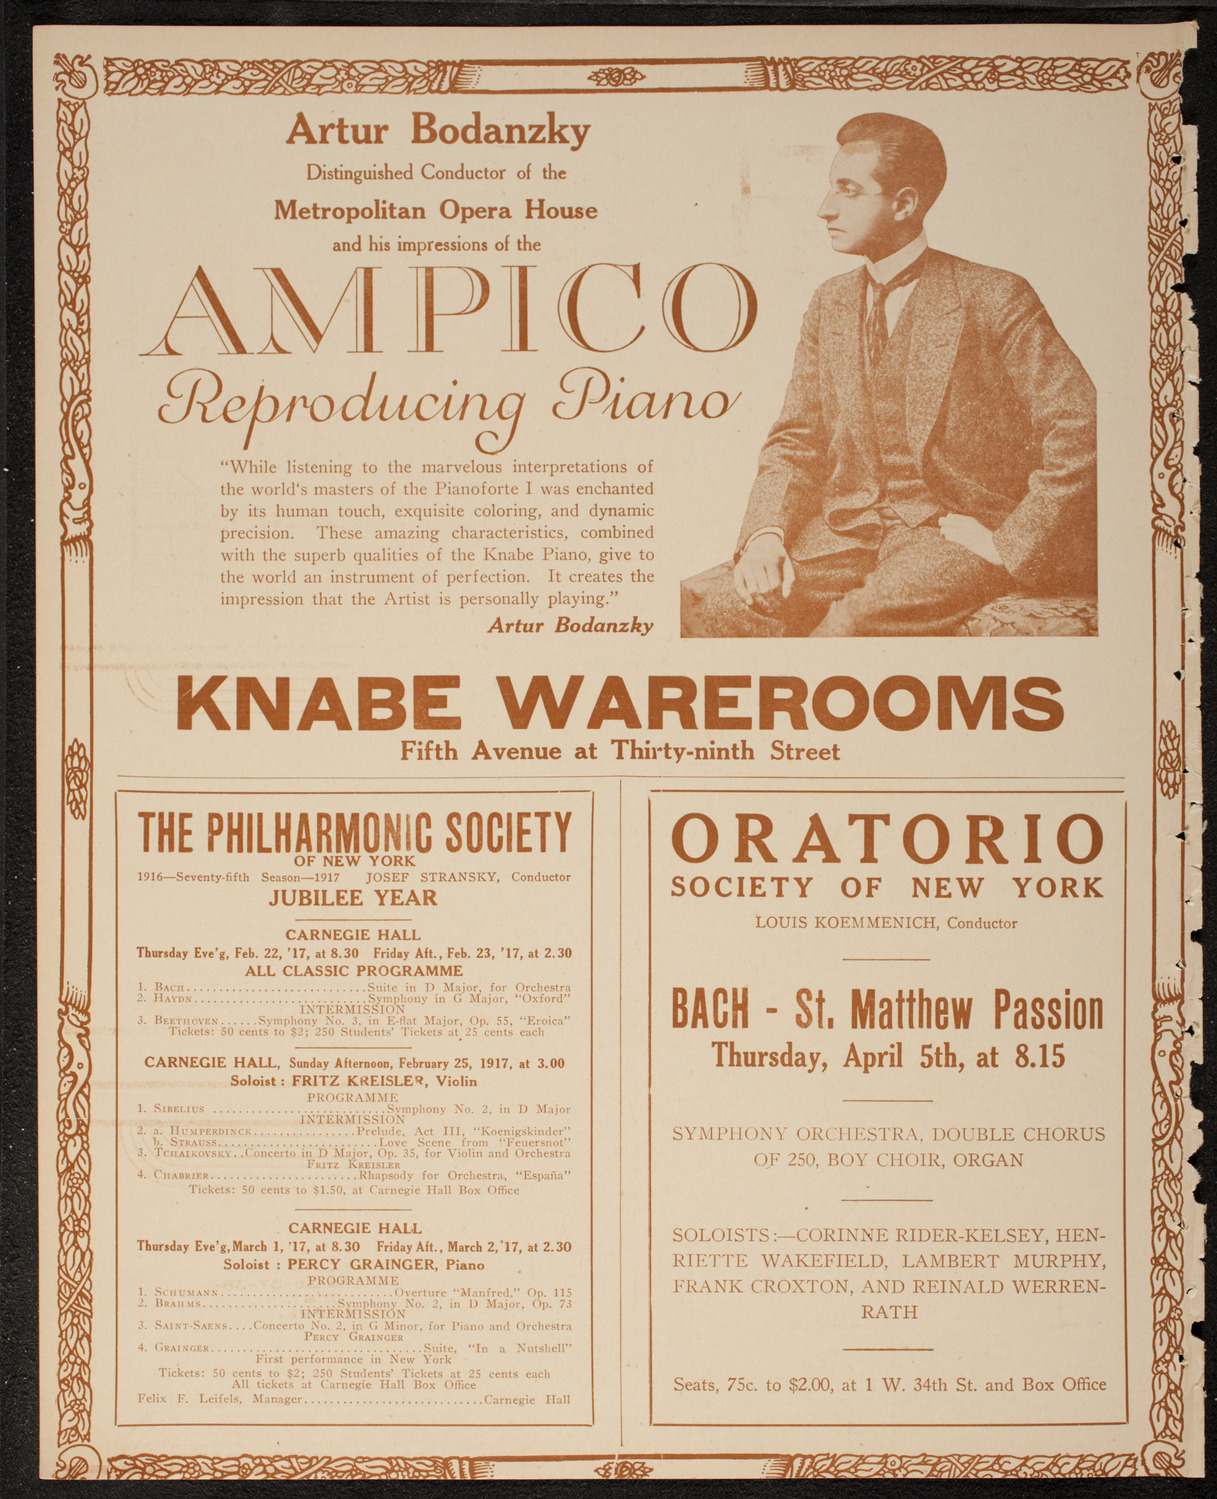 Artur Bodanzky
Distinguished Conductor of the
Metropolitan Opera House
and his impressions of the
AMPICO
Reproducing Piano
“While listening to the marvelous interpretations of
the world‘s masters of the Pianoforte I was enchanted
by its human touch, exquisite coloring, and dynamic
precision. These amazing characteristics, combined
with the superb qualities of the Knabe Piano, give to
the world an instrument of perfection. It creates the
impression that the Artist is personally playing.”
Artur Bodanzky
KNABE WAREROOMS
Fifth Avenue at Thirty-ninth Street
THE PHILHARMONIC SOCIETY
OF NEW YORK
1916—Seventy-fifth Season—1917 JOSEF STRANSKY, Conductor
JUBILEE YEAR
CARNEGIE HALL
Thursday Eve'g, Feb. 22, '17, at 8.30 Friday Aft., Feb. 23, '17, at 2.30
ALL CLASSIC PROGRAMME
1. BACH............................Suite in D Major, for Orchestra
2. HAYDN...........................Symphony in G Major, “Oxford”
INTERMISSION
3. BEETHOVEN......Symphony No. 3, in E-flat Major, Op. 55, “Eroica”
Tickets: 50 cents to $2; 250 Students' Tickets at 25 cents each
CARNEGIE HALL, Sunday Afternoon, February 25, 1917, at 3.00
Soloist : FRITZ KREISLER, Violin
PROGRAMME
1. SIBELIUS ...........................Symphony No. 2, in D Major
INTERMISSION
2. a. HUMPERDINCK................Prelude, Act III, “Koenigskinder”
b. STRAUSS.........................Love Scene from “Feuersnot”
3. TCHAIKOVSKY..Concerto in D Major, Op. 35, for Violin and Orchestra
FRITZ KREISLER
4. CHABRIER.......................Rhapsody for Orchestra, “España”
Tickets: 50 cents to $1.50, at Carnegie Hall Box Office
CARNEGIE HALL
Thursday Eve'g, March 1, '17, at 8.30 Friday Aft., March 2, '17, at 2.30
Soloist : PERCY GRAINGER, Piano
PROGRAMME
1. SCHUMANN...........................Overture “Manfred,” Op. 115
2. BRAHMS.....................Symphony No. 2, in D Major, Op. 73
INTERMISSION
3. SAINT-SAENS....Concerto No. 2, in G Minor, for Piano and Orchestra
PERCY GRAINGER
4. GRAINGER.................................Suite, “In a Nutshell”
First performance in New York
Tickets: 50 cents to $2; 250 Students' Tickets at 25 cents each
All tickets at Carnegie Hall Box Office
Felix F. Leifels, Manager...........................Carnegie Hall
ORATORIO
SOCIETY OF NEW YORK
LOUIS KOEMMENICH, Conductor
BACH - St. Matthew Passion
Thursday, April 5th, at 8.15
SYMPHONY ORCHESTRA, DOUBLE CHORUS
OF 250, BOY CHOIR, ORGAN
SOLOISTS :—CORINNE RIDER-KELSEY, HEN-
RIETTE WAKEFIELD, LAMBERT MURPHY,
FRANK CROXTON, AND REINALD WERREN-
RATH
Seats, 75c. to $2.00, at 1 W. 34th St. and Box Office